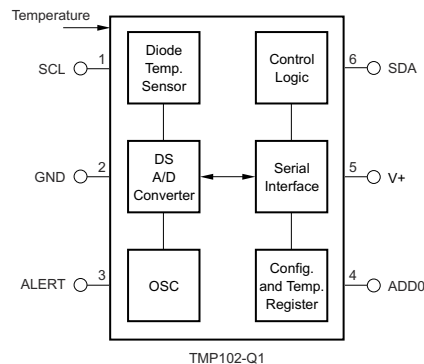 Temperature
SCL
1
Diode
Temp.
Sensor
Control
Logic
6
SDA
GND
2
DS
A/D
Converter
Serial
Interface
5
V+
ALERT
3
OSC
Config.
and Temp.
Register
4
ADD0
TMP102-Q1